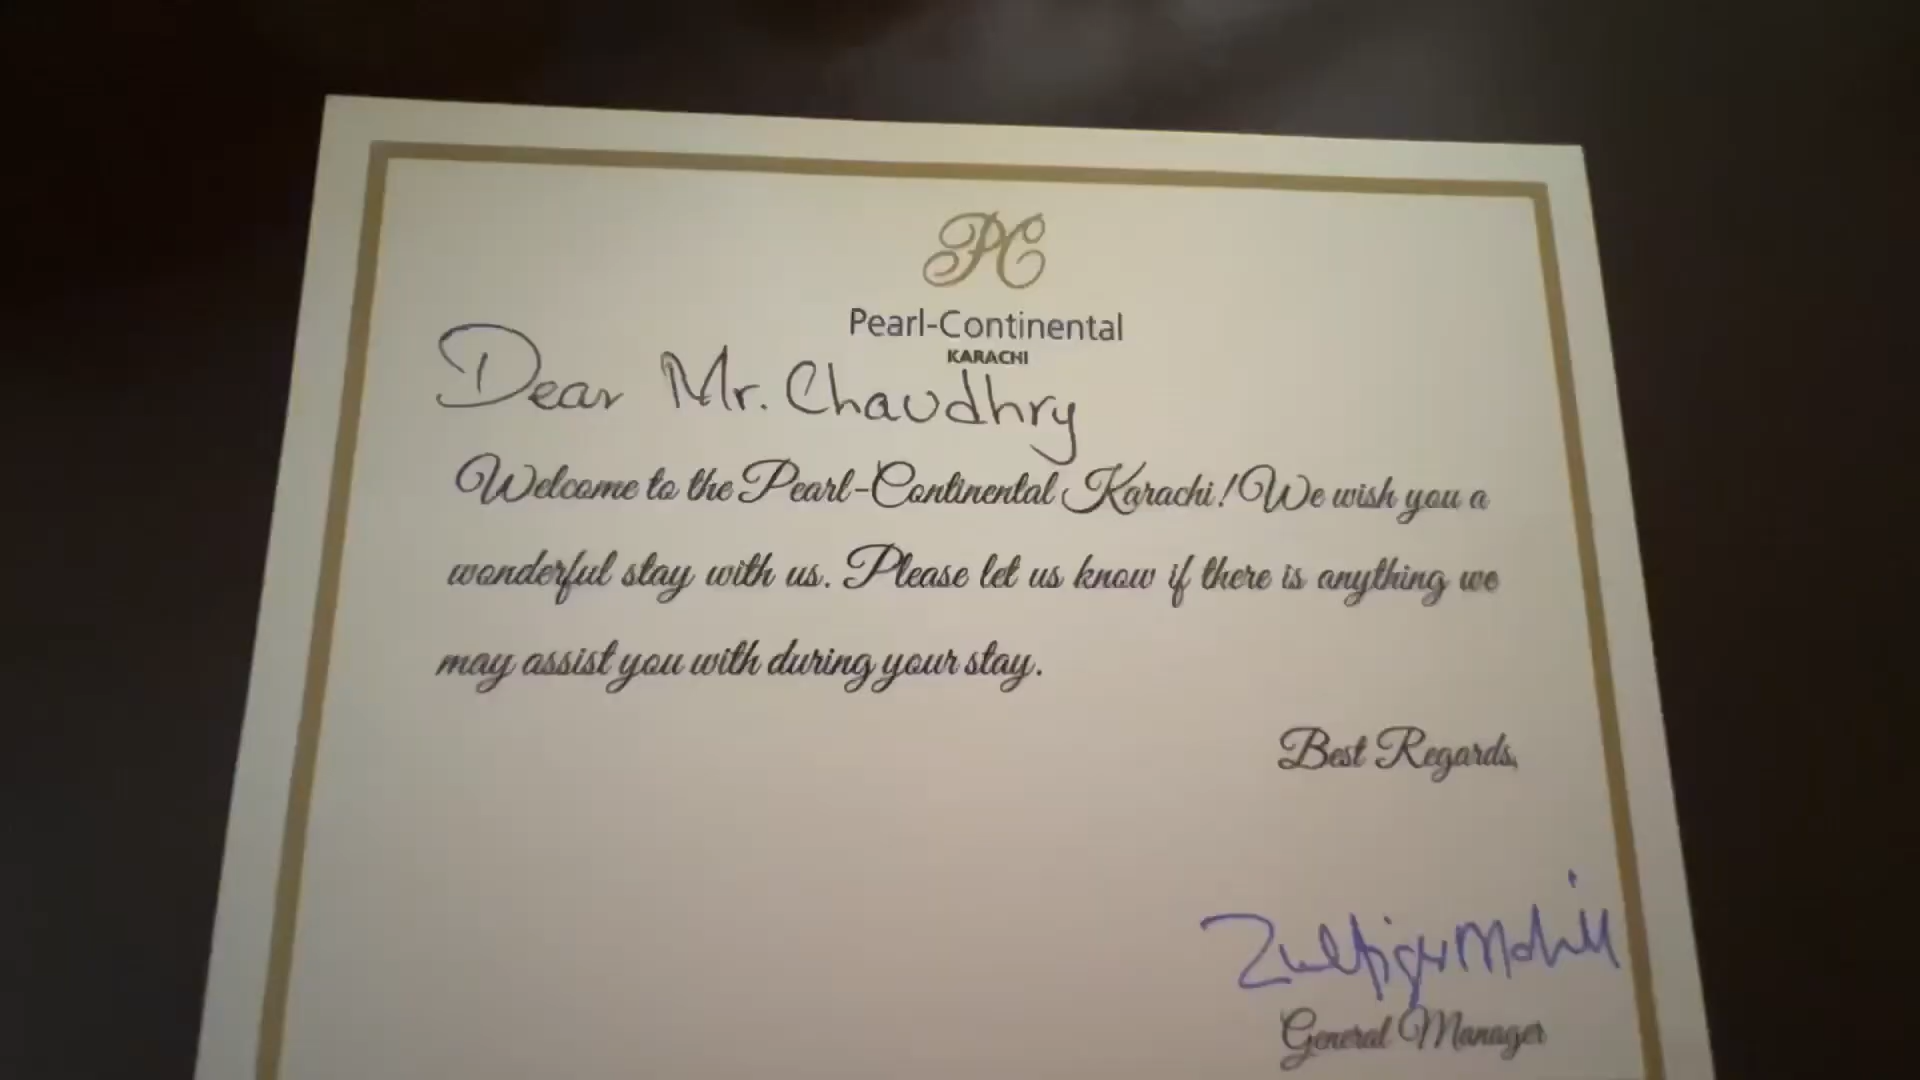 PC
Pearl-Continental
KARACHI
Dear Mr. Chaudhry
Welcome to the Pearl-Continental Karachi! We wish you a
wonderful stay with us. Please let us know if there is anything we
may assist you with during your stay.
Best Regards,
General Manager